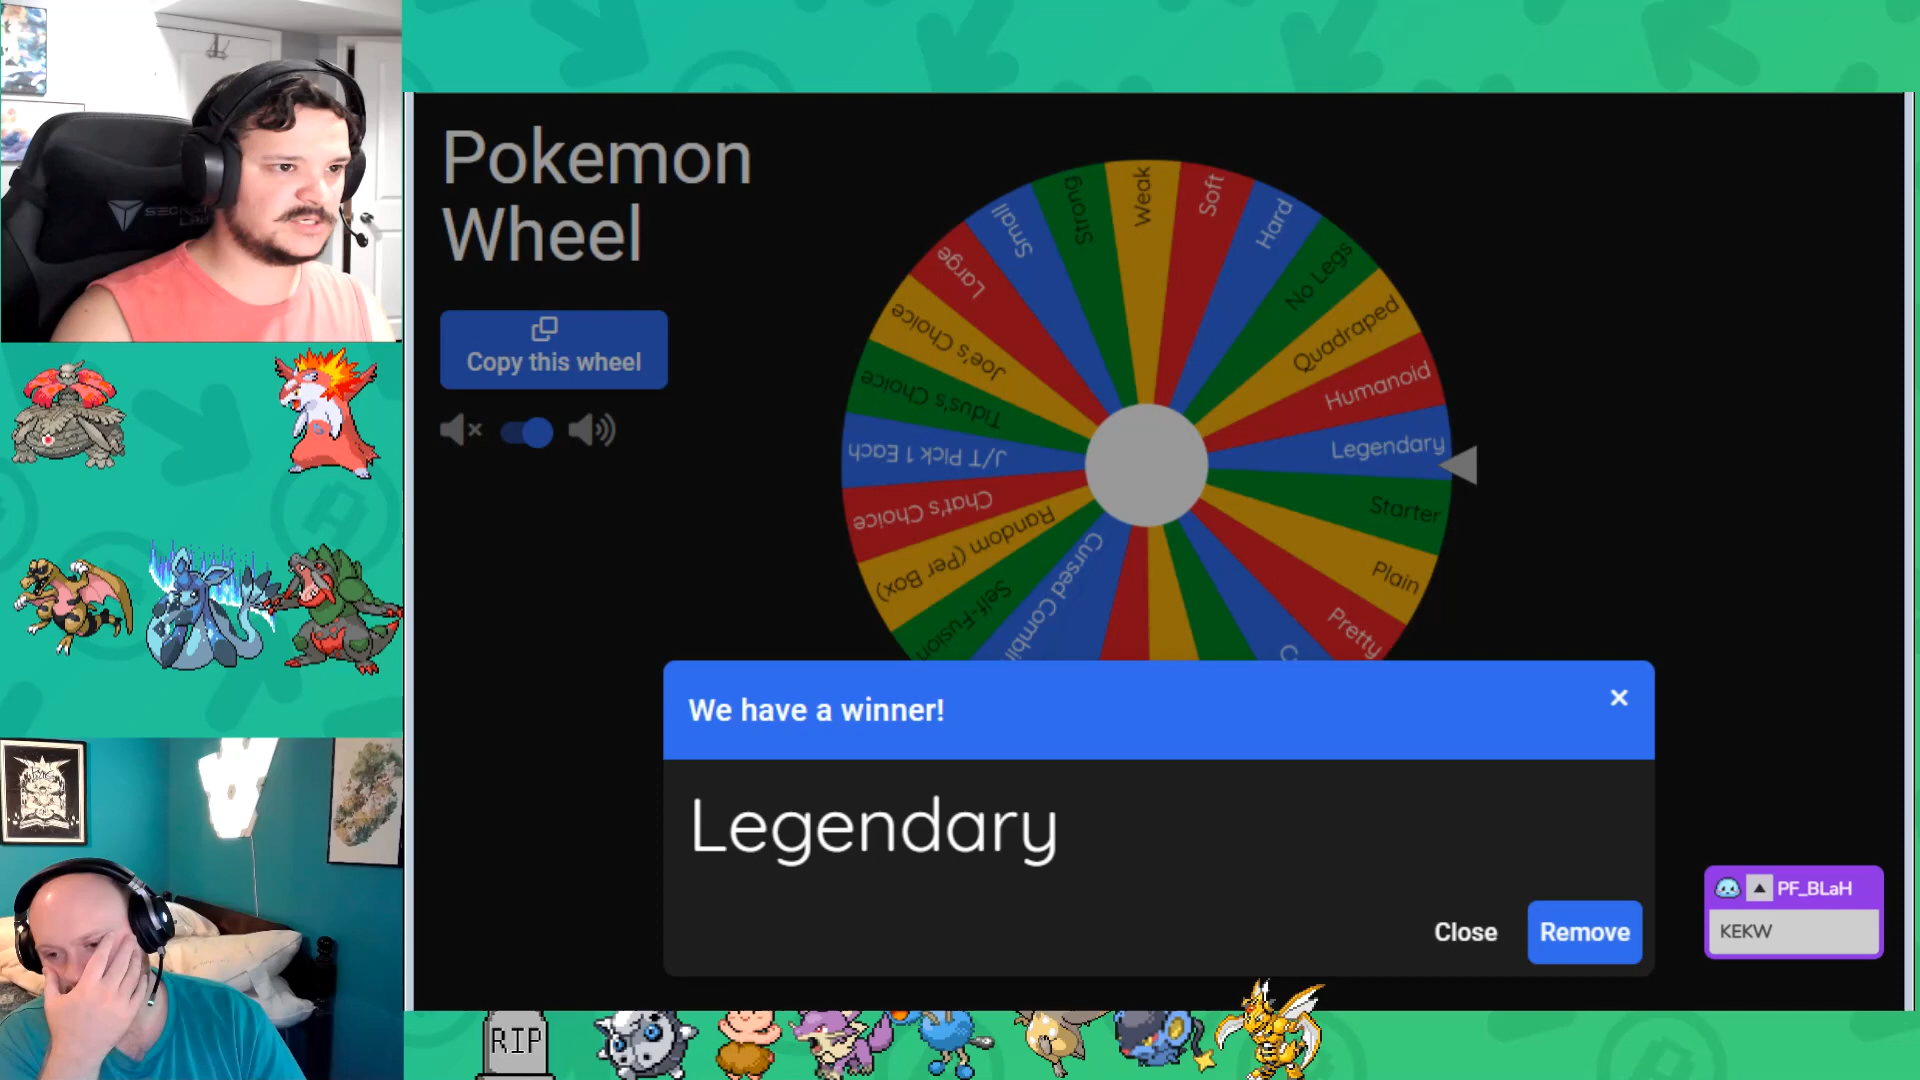 Pokemon
Wheel
Copy this wheel
Weak
Soft
Hard
No Legs
Quadraped
Humanoid
Legendary
Starter
Plain
Pretty
Self-Fusion
Random (Per Box)
Chat's Choice
J/T Pick 1 Each
Tidus's Choice
Joe's Choice
Large
Small
Strong
We have a winner!
Legendary
Close
Remove
PF_BLaH
KEKW
RIP